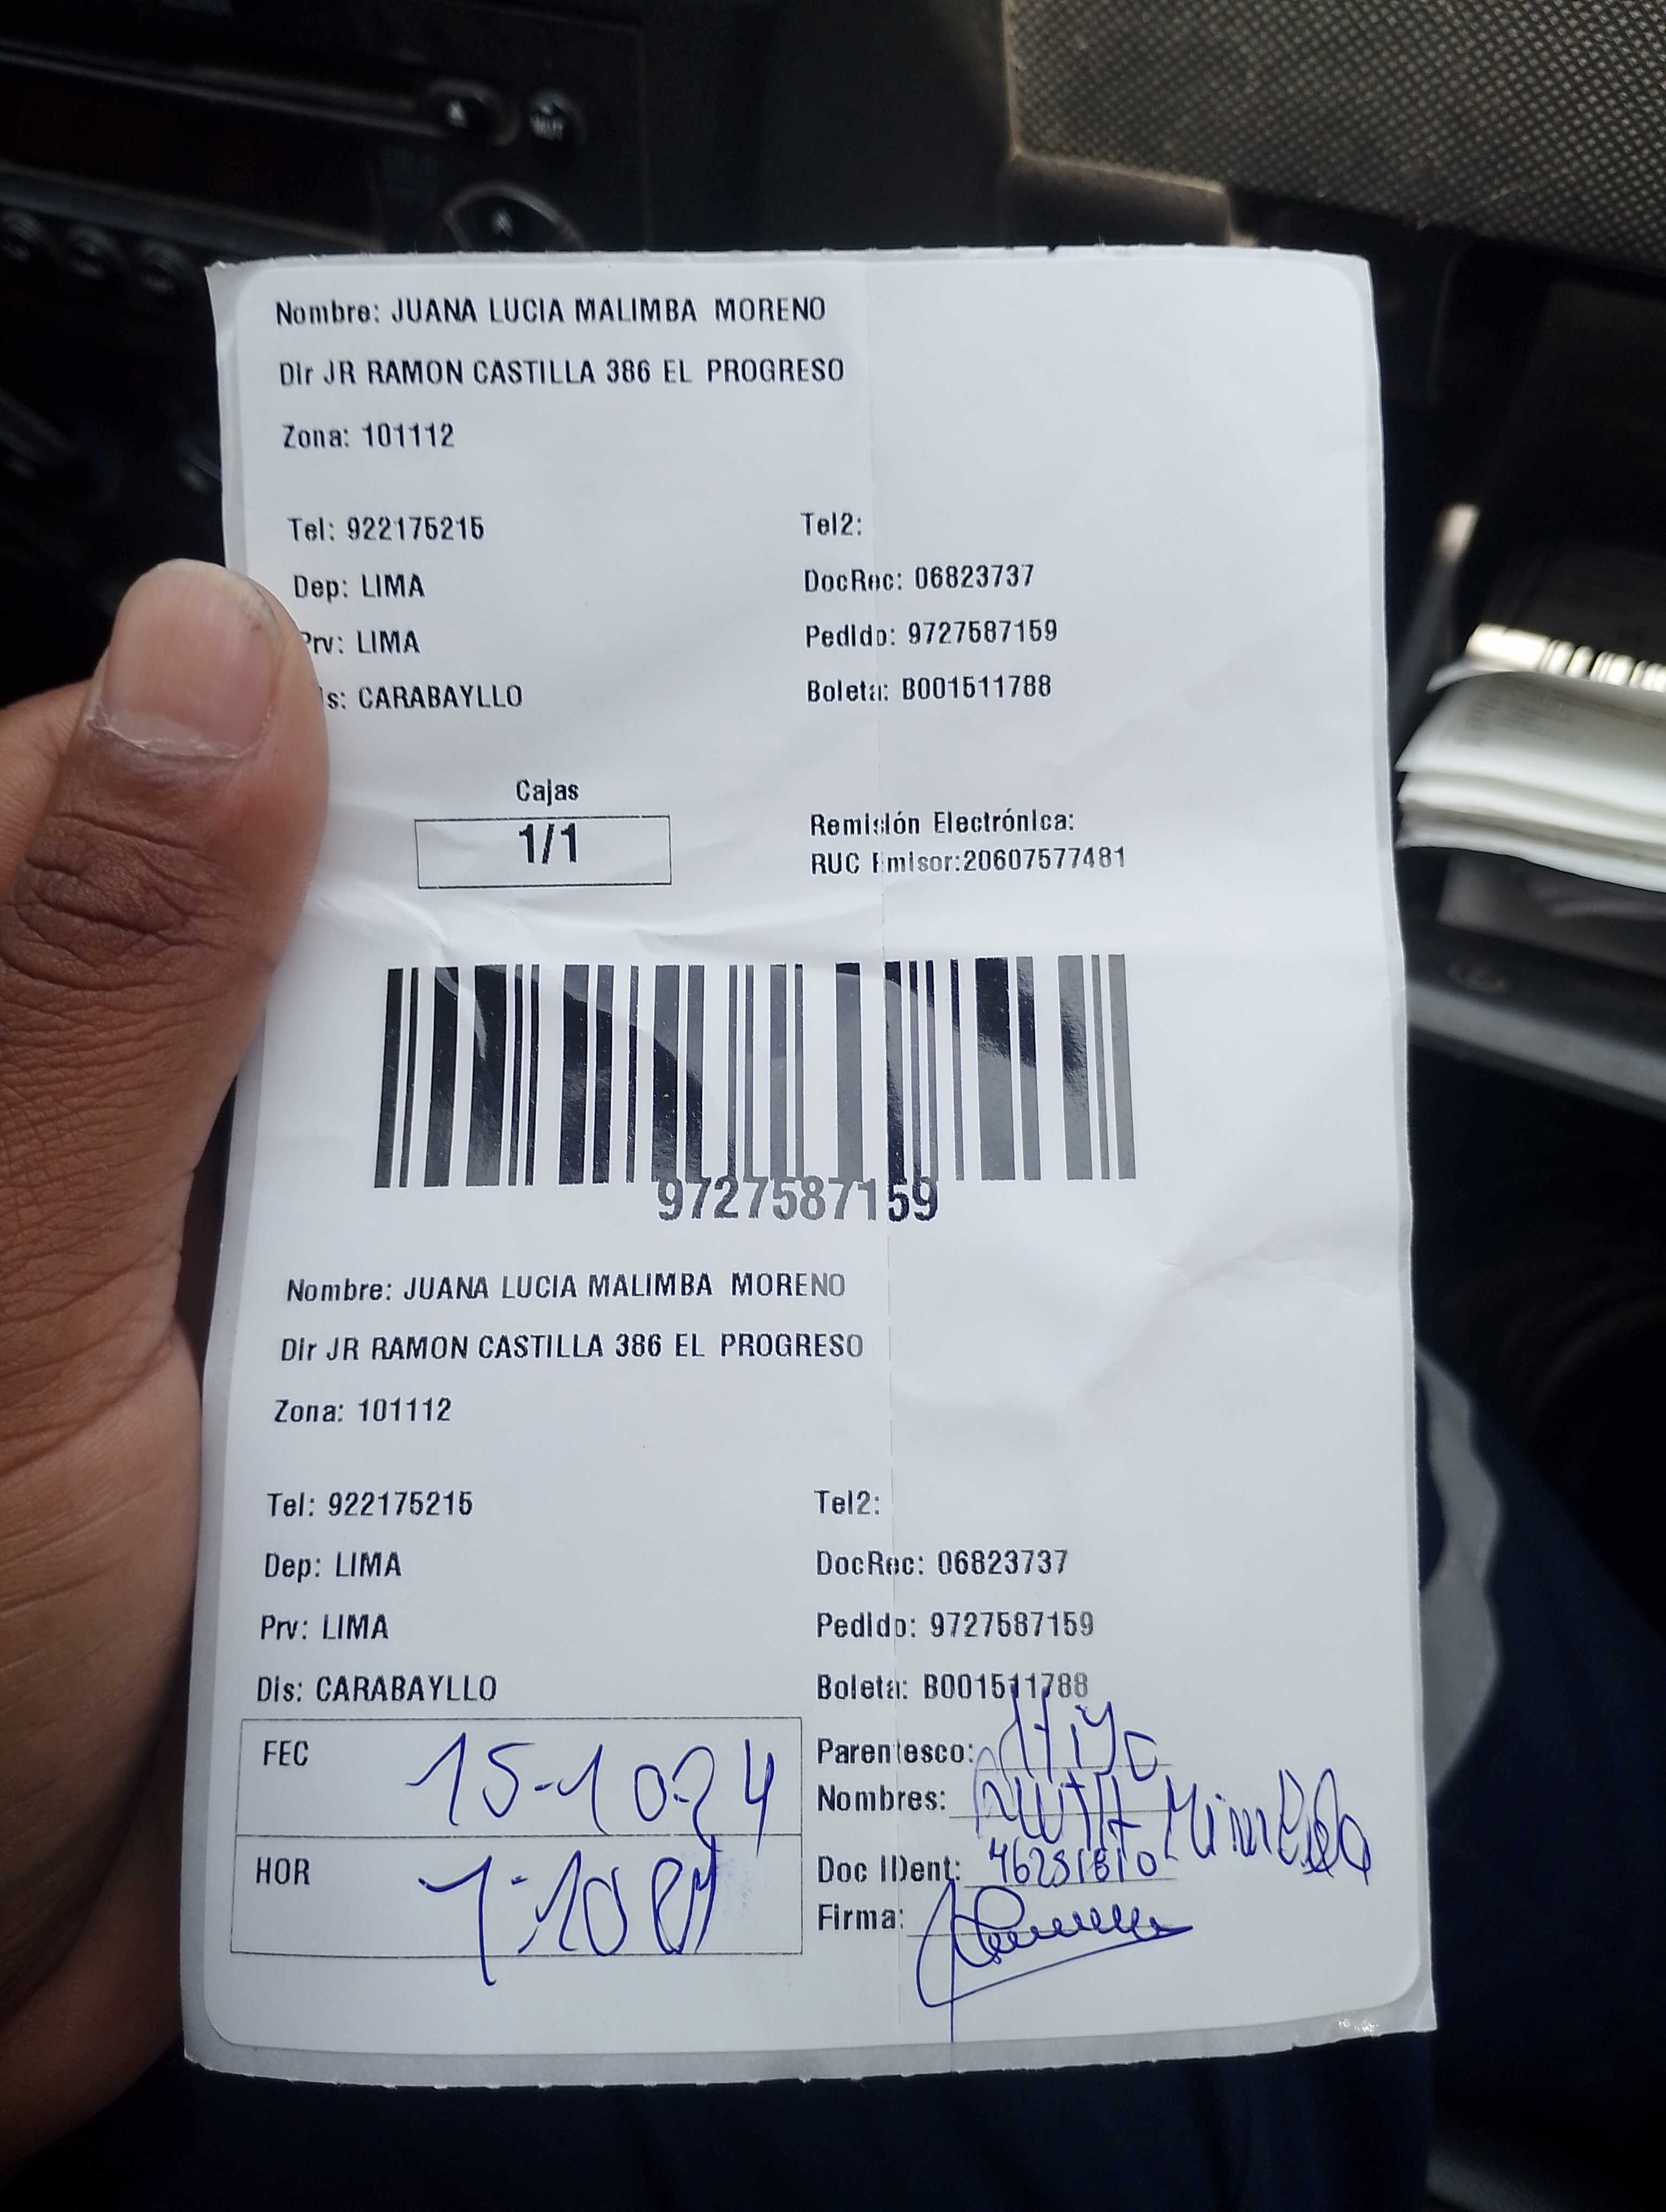 Nombre: JUANA LUCIA MALIMBA MORENO
Dir JR RAMON CASTILLA 386 EL PROGRESO
Zona: 101112
Tel: 922175215 Tel2:
Dep: LIMA DocRec: 06823737
Prv: LIMA Pedido: 9727587159
s: CARABAYLLO Boleta: B001511788
Cajas
1/1
Remisión Electrónica:
RUC Emisor:20607577481
9727587159
Nombre: JUANA LUCIA MALIMBA MORENO
Dir JR RAMON CASTILLA 386 EL PROGRESO
Zona: 101112
Tel: 922175215 Tel2:
Dep: LIMA DocRec: 06823737
Prv: LIMA Pedido: 9727587159
Dis: CARABAYLLO Boleta: B001511788
FEC 15-10-24
HOR 1:10
Parentesco:
Nombres:
Doc IDent:
Firma: